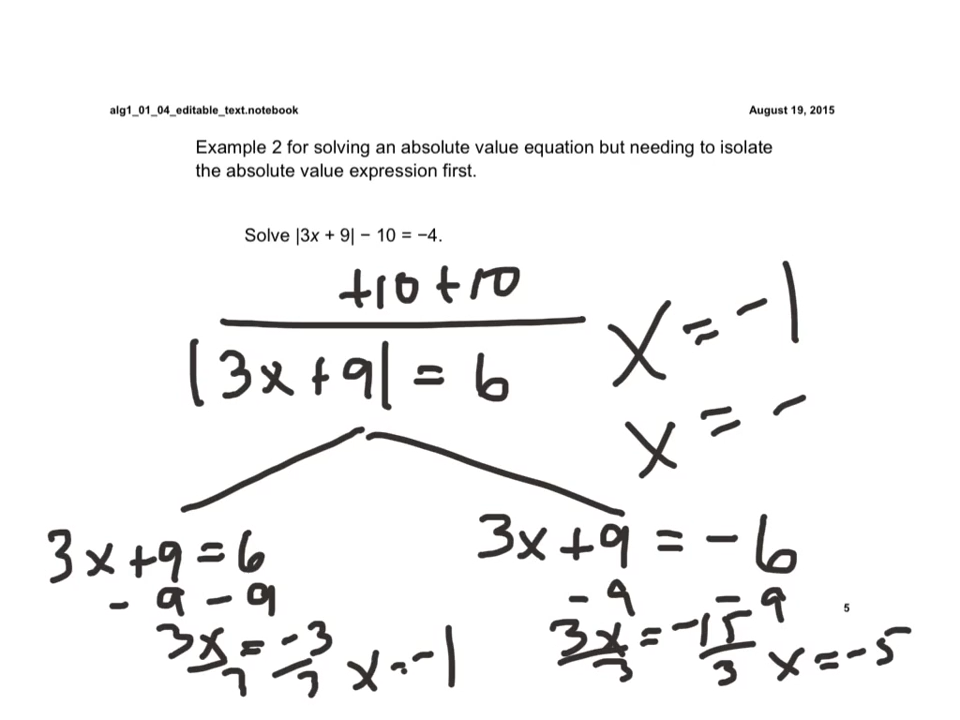 alg1_01_04_editable_text.notebook August 19, 2015
Example 2 for solving an absolute value equation but needing to isolate
the absolute value expression first.
Solve |3x + 9| − 10 = −4.
+10 +10
|3x+9| = 6
x = -1
x = -
3x+9=6
- 9 - 9
3x = -3
3 3
x = -1
3x+9 = -6
- 9 - 9
3x = -15
3 3
x = -5
5